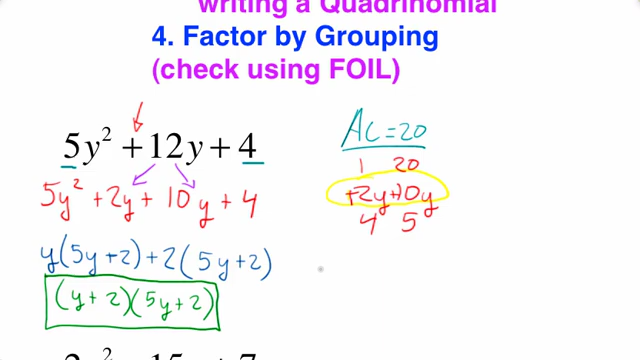 writing a Quadrinomial
4. Factor by Grouping
(check using FOIL)
5y² + 12y + 4
AC = 20
1 20
+2y+10y
4 5
5y² + 2y + 10y + 4
y(5y+2)+2(5y+2)
(y+2)(5y+2)